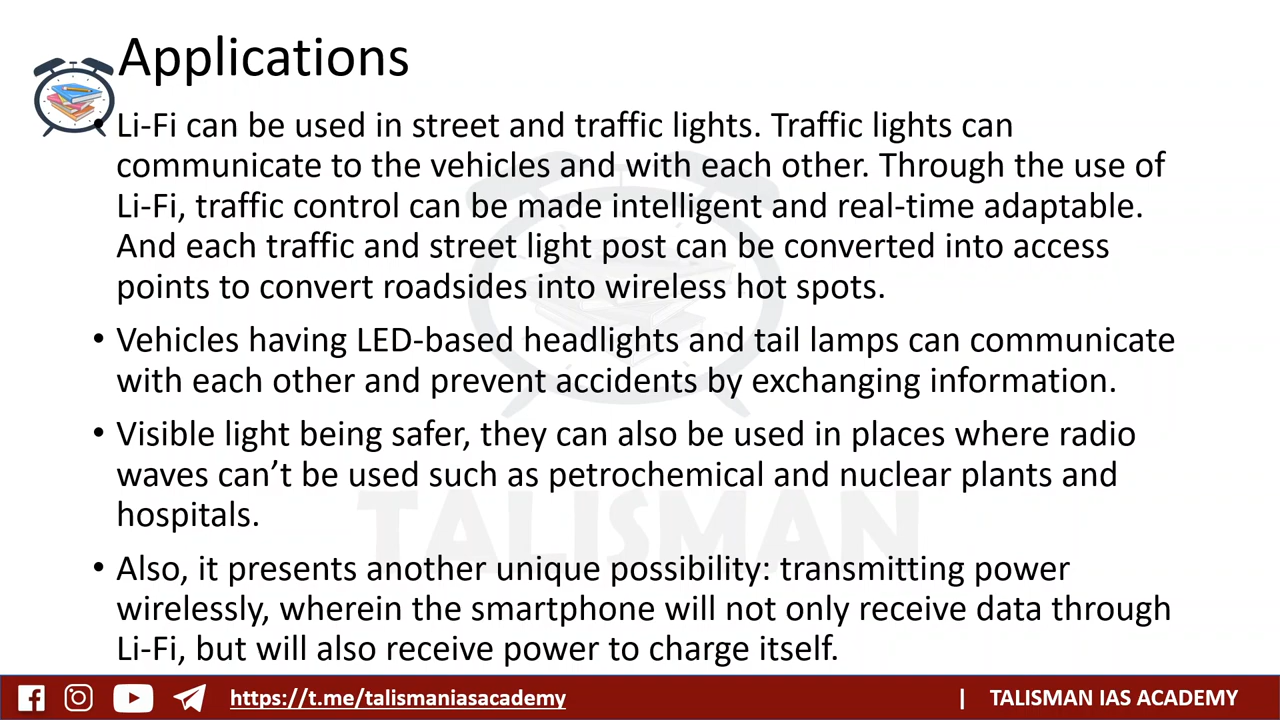 Applications
• Li-Fi can be used in street and traffic lights. Traffic lights can
communicate to the vehicles and with each other. Through the use of
Li-Fi, traffic control can be made intelligent and real-time adaptable.
And each traffic and street light post can be converted into access
points to convert roadsides into wireless hot spots.
• Vehicles having LED-based headlights and tail lamps can communicate
with each other and prevent accidents by exchanging information.
• Visible light being safer, they can also be used in places where radio
waves can’t be used such as petrochemical and nuclear plants and
hospitals.
TALISMAN
• Also, it presents another unique possibility: transmitting power
wirelessly, wherein the smartphone will not only receive data through
Li-Fi, but will also receive power to charge itself.
https://t.me/talismaniasacademy
| TALISMAN IAS ACADEMY